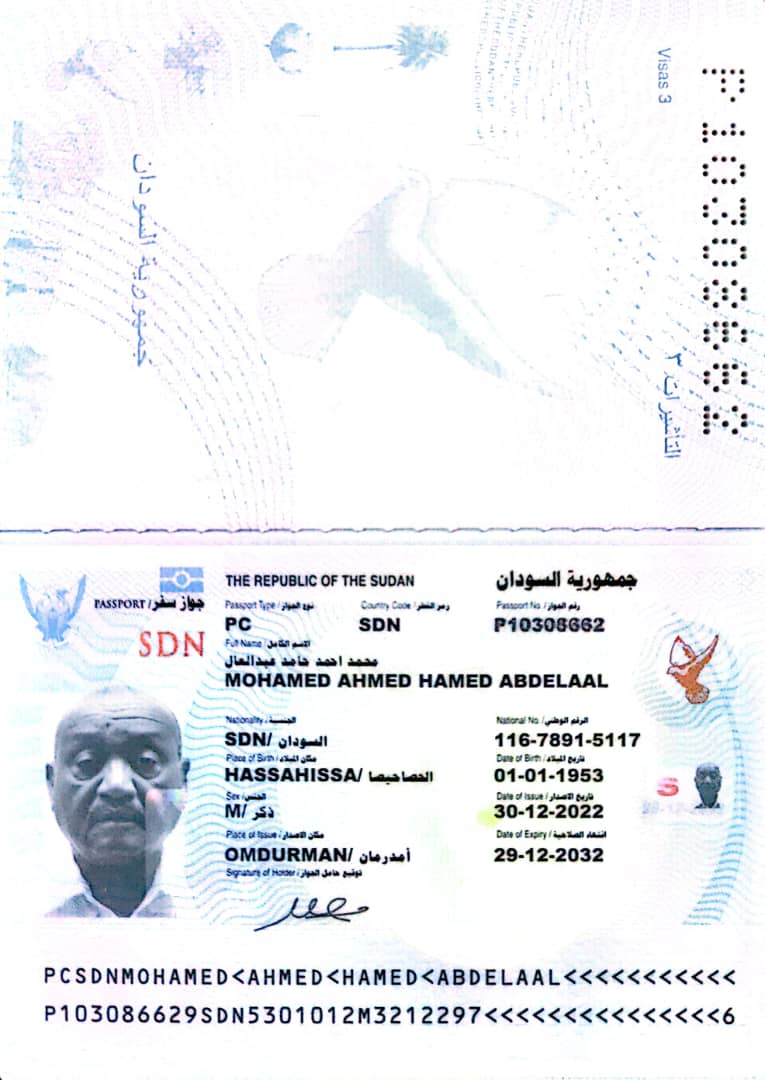 Visas 3
P10308662
التأشيرات ٣
جمهورية السودان
THE REPUBLIC OF THE SUDAN جمهورية السودان
PASSPORT / جواز سفر
SDN
Passport Type / نوع الجواز Country Code / رمز القطر Passport No. / رقم الجواز
PC SDN P10308662
Full Name / الاسم الكامل
محمد احمد حامد عبدالعال
MOHAMED AHMED HAMED ABDELAAL
Nationality / الجنسية National No. / الرقم الوطني
SDN/ السودان 116-7891-5117
Place of Birth / مكان الميلاد Date of Birth / تاريخ الميلاد
HASSAHISSA/ الحصاحيصا 01-01-1953
Sex / الجنس Date of Issue / تاريخ الاصدار
M/ ذكر 30-12-2022
Place of Issue / مكان الاصدار Date of Expiry / انتهاء الصلاحية
OMDURMAN/ أمدرمان 29-12-2032
Signature of Holder / توقيع حامل الجواز
S
PCSDNMOHAMED<AHMED<HAMED<ABDELAAL<<<<<<<<<<<
P103086629SDN5301012M3212297<<<<<<<<<<<<<<<6